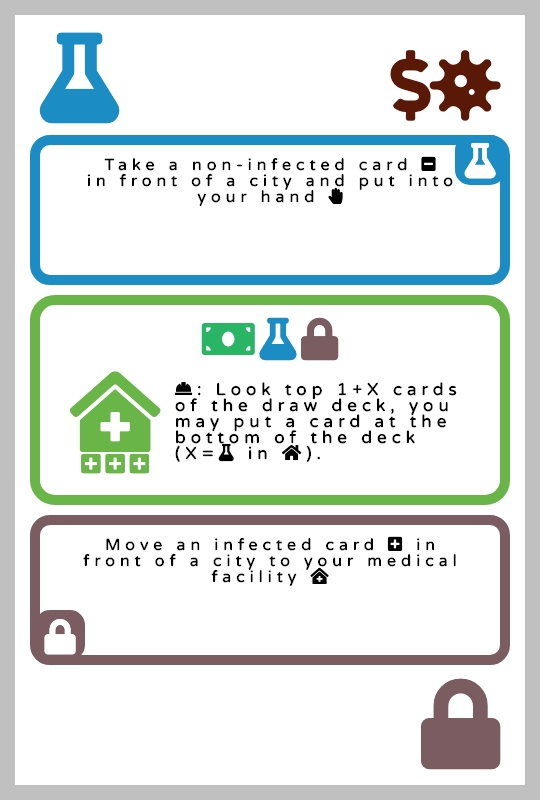 $
Take a non-infected card
in front of a city and put into
your hand
: Look top 1+X cards
of the draw deck, you
may put a card at the
bottom of the deck
(X= in ).
Move an infected card in
front of a city to your medical
facility